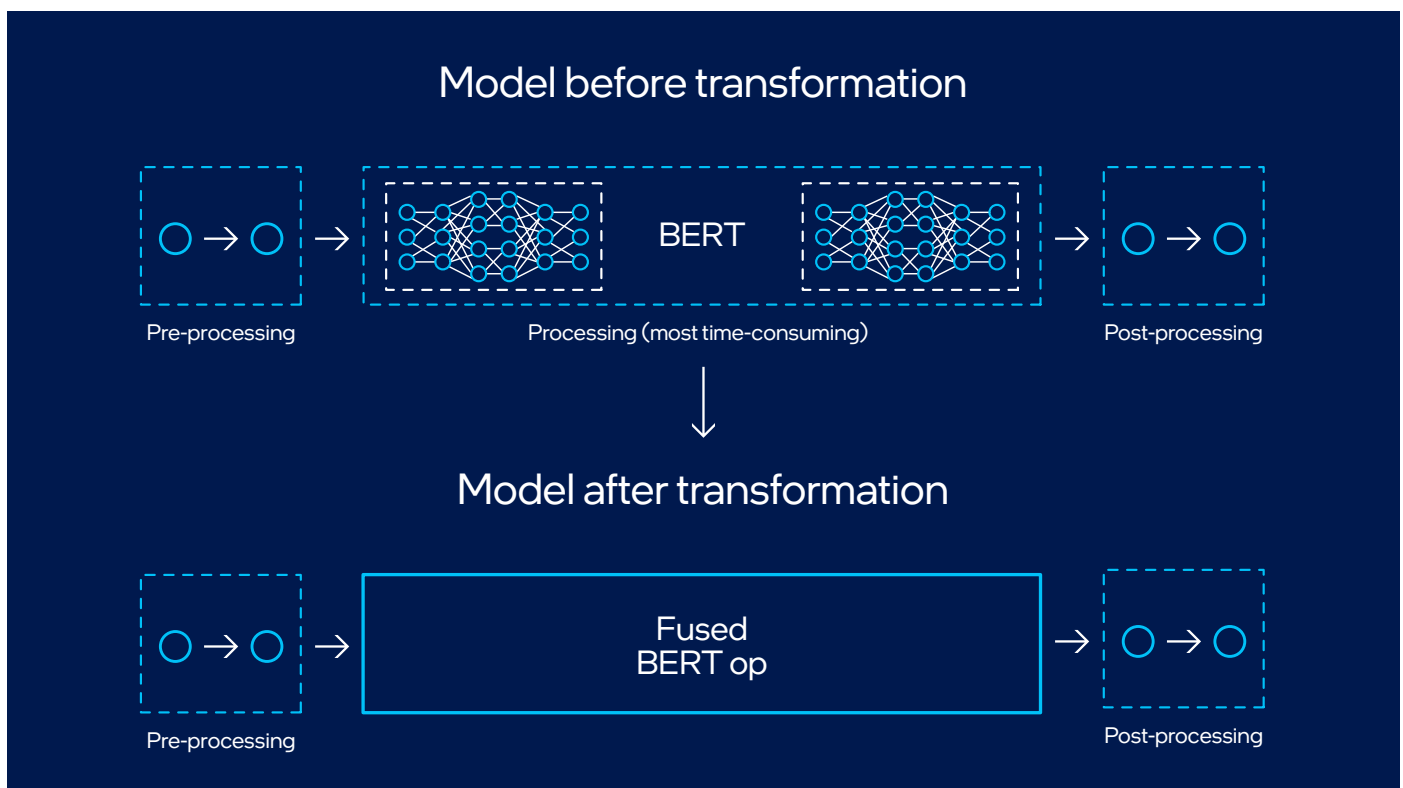 Model before transformation
BERT
Pre-processing
Processing (most time-consuming)
Post-processing
Model after transformation
Fused
BERT op
Pre-processing
Post-processing